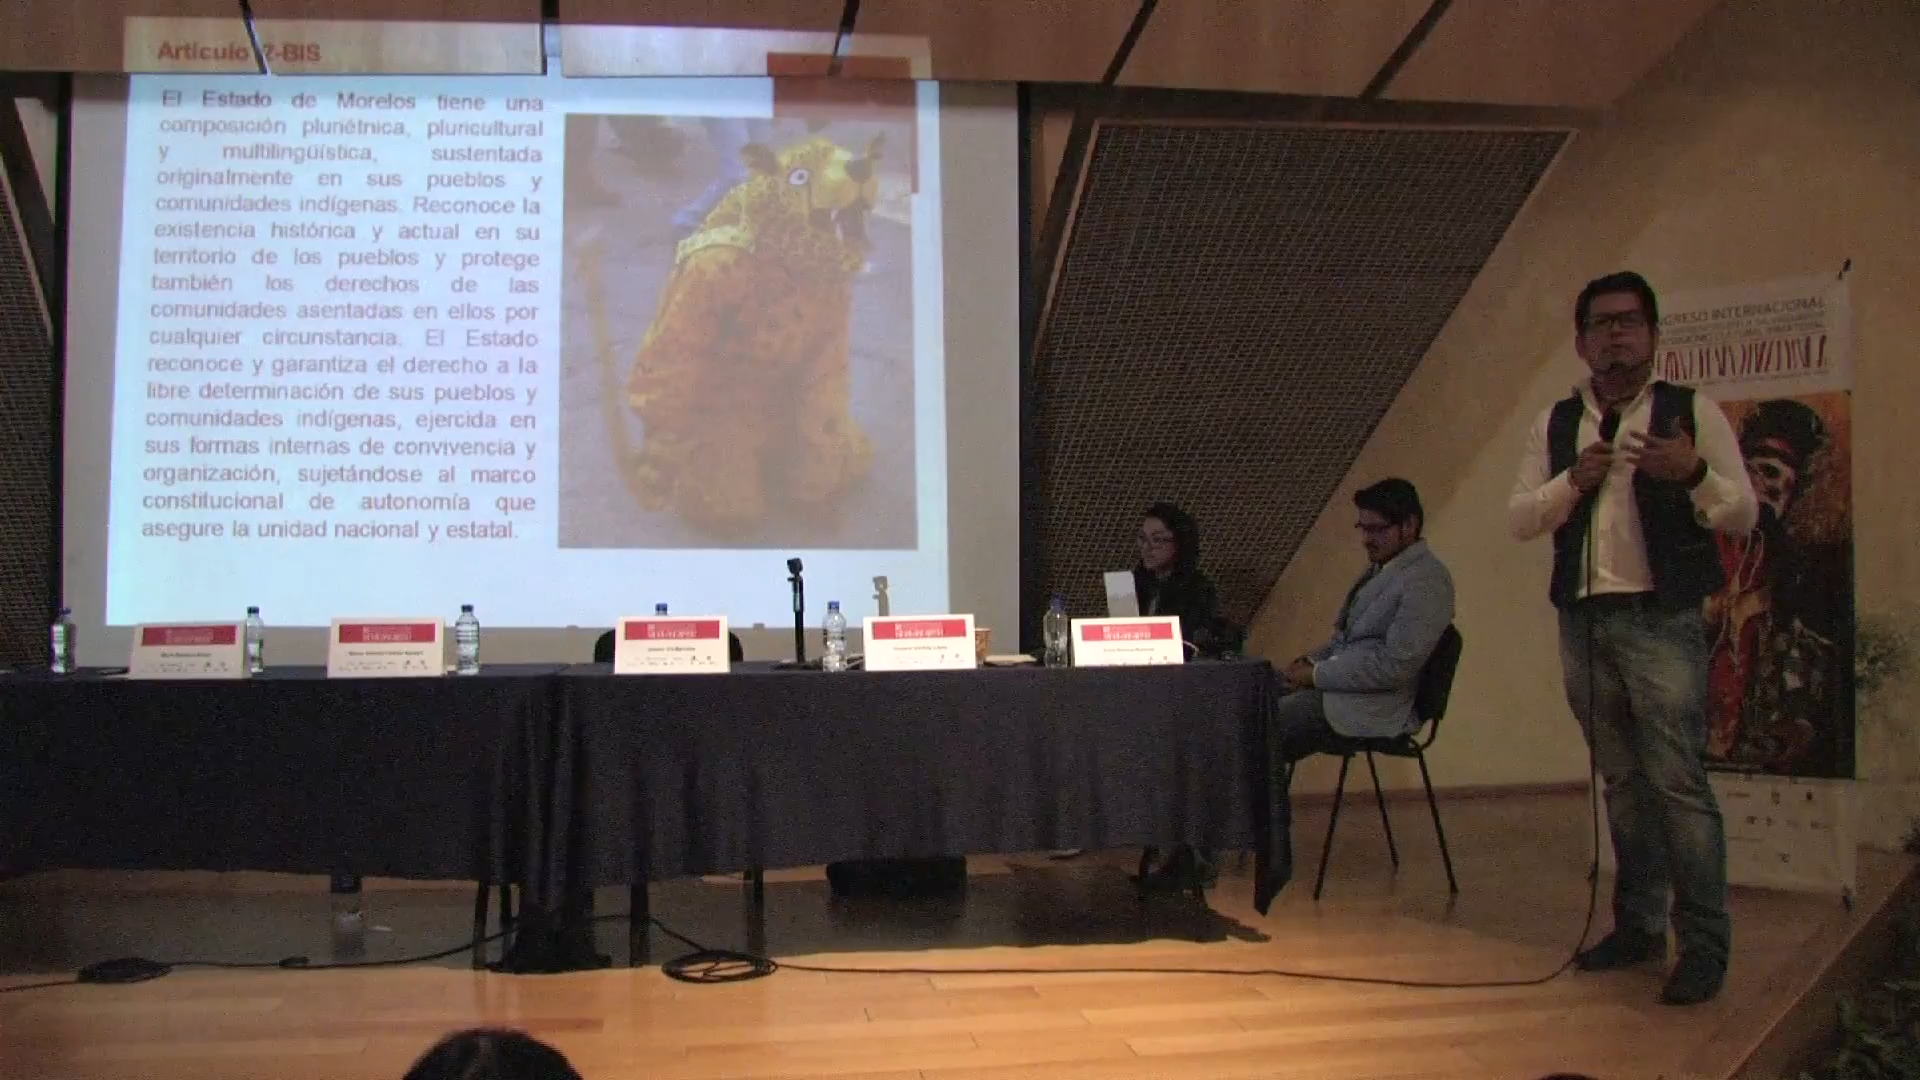 Artículo 2-BIS
El Estado de Morelos tiene una
composición pluriétnica, pluricultural
y multilingüística, sustentada
originalmente en sus pueblos y
comunidades indígenas. Reconoce la
existencia histórica y actual en su
territorio de los pueblos y protege
también los derechos de las
comunidades asentadas en ellos por
cualquier circunstancia. El Estado
reconoce y garantiza el derecho a la
libre determinación de sus pueblos y
comunidades indígenas, ejercida en
sus formas internas de convivencia y
organización, sujetándose al marco
constitucional de autonomía que
asegure la unidad nacional y estatal.
INTERNACIONAL